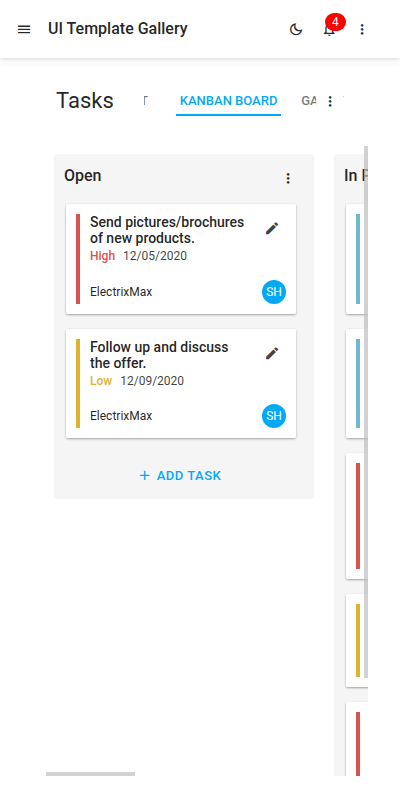 UI Template Gallery
4
Tasks
KANBAN BOARD
GA
Open
In
Send pictures/brochures
of new products.
High 12/05/2020
ElectrixMax
SH
Follow up and discuss
the offer.
Low 12/09/2020
ElectrixMax
SH
+ ADD TASK